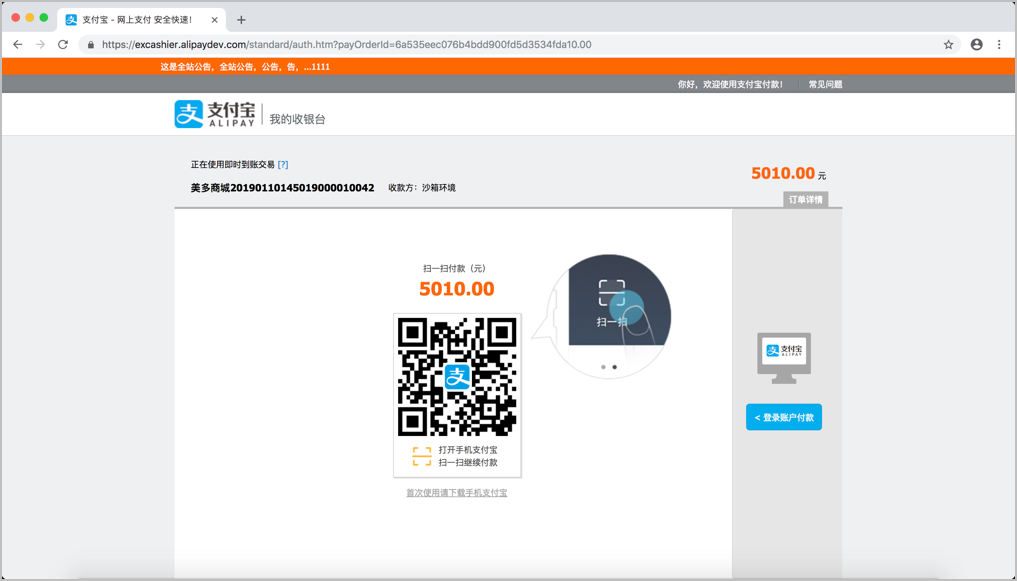 支付宝 - 网上支付 安全快速！
https://excashier.alipaydev.com/standard/auth.htm?payOrderId=6a535eec076b4bdd900fd5d3534fda10.00
这是全站公告，全站公告，公告，告，...1111
你好，欢迎使用支付宝付款！ 常见问题
支 支付宝 ALIPAY 我的收银台
正在使用即时到账交易 [?]
5010.00 元
美多商城20190110145019000010042 收款方：沙箱环境
订单详情
扫一扫付款（元）
5010.00
扫一扫
支
支 支付宝 ALIPAY
< 登录账户付款
打开手机支付宝
扫一扫继续付款
首次使用请下载手机支付宝